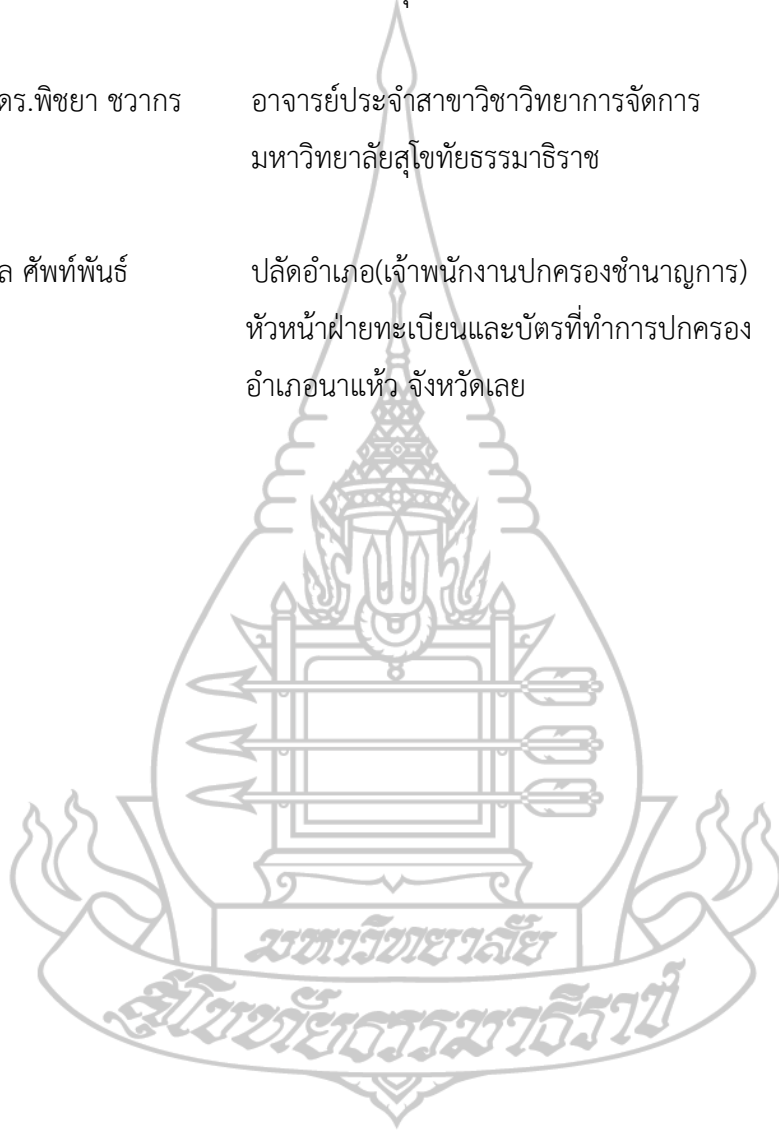 ดร.พิชยา ชวากร อาจารย์ประจำสาขาวิชาวิทยาการจัดการ
มหาวิทยาลัยสุโขทัยธรรมาธิราช
ล ศัพท์พันธ์ ปลัดอำเภอ(เจ้าพนักงานปกครองชำนาญการ)
หัวหน้าฝ่ายทะเบียนและบัตรที่ทำการปกครอง
อำเภอนาแห้ว จังหวัดเลย
มหาวิทยาลัย
สุโขทัยธรรมาธิราช